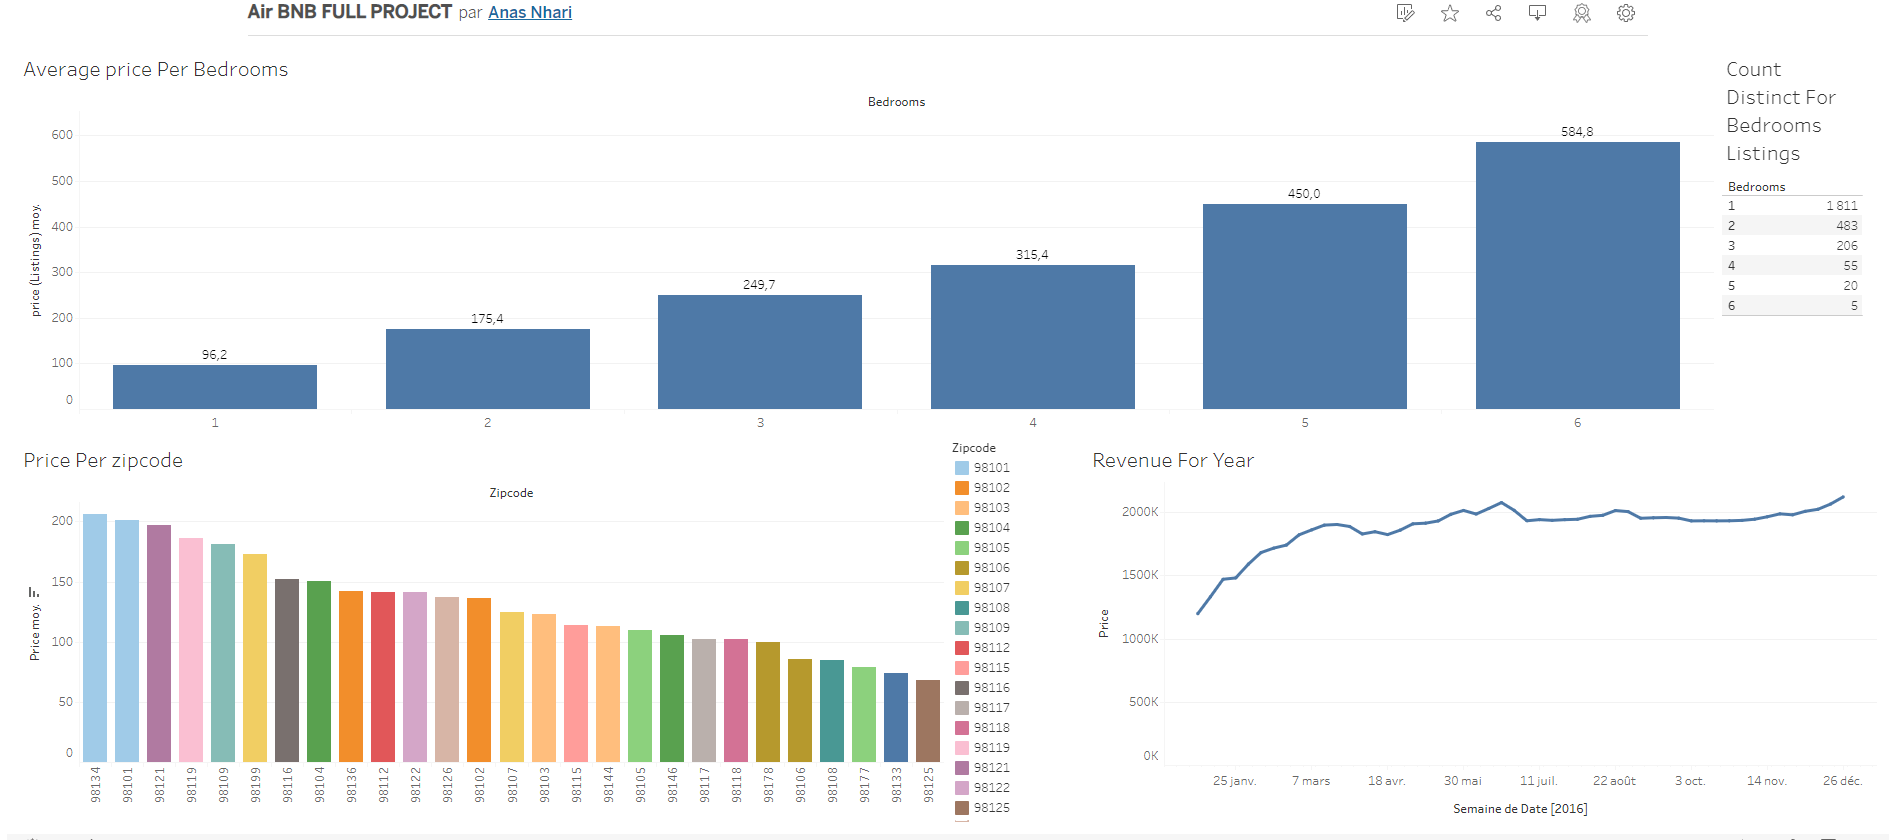 Air BNB FULL PROJECT par Anas Nhari
Average price Per Bedrooms
Bedrooms
price (Listings) moy.
600
500
400
300
200
100
0
96,2
175,4
249,7
315,4
450,0
584,8
1
2
3
4
5
6
Count
Distinct For
Bedrooms
Listings
Bedrooms
1 1 811
2 483
3 206
4 55
5 20
6 5
Price Per zipcode
Zipcode
Price moy.
200
150
100
50
0
98134
98101
98121
98119
98109
98199
98116
98104
98136
98112
98122
98126
98102
98107
98103
98115
98144
98105
98146
98117
98118
98178
98106
98108
98177
98133
98125
Zipcode
98101
98102
98103
98104
98105
98106
98107
98108
98109
98112
98115
98116
98117
98118
98119
98121
98122
98125
Revenue For Year
Price
2000K
1500K
1000K
500K
0K
25 janv.
7 mars
18 avr.
30 mai
11 juil.
22 août
3 oct.
14 nov.
26 déc.
Semaine de Date [2016]